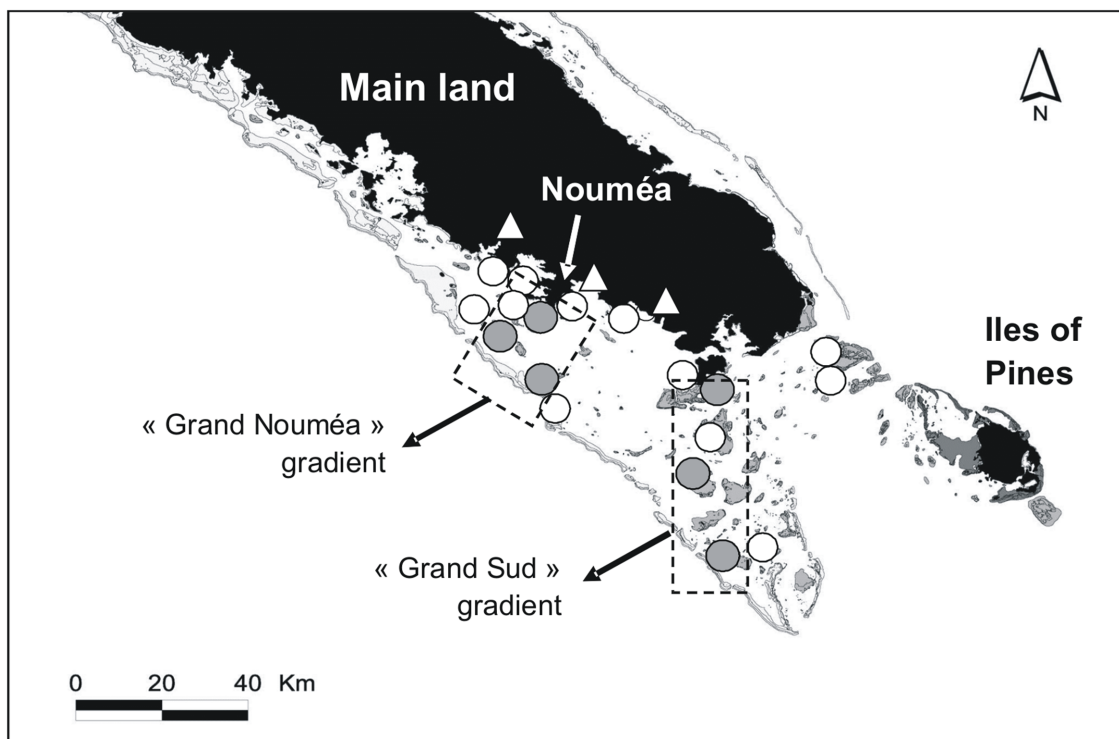 Main land
N
Nouméa
Iles of
Pines
« Grand Nouméa »
gradient
« Grand Sud »
gradient
0 20 40 Km